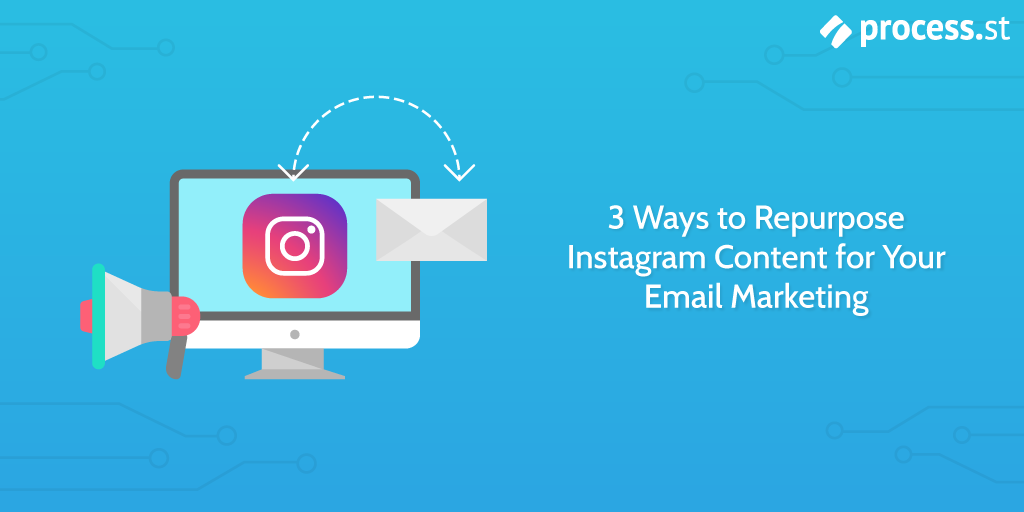 process.st
3 Ways to Repurpose
Instagram Content for Your
Email Marketing